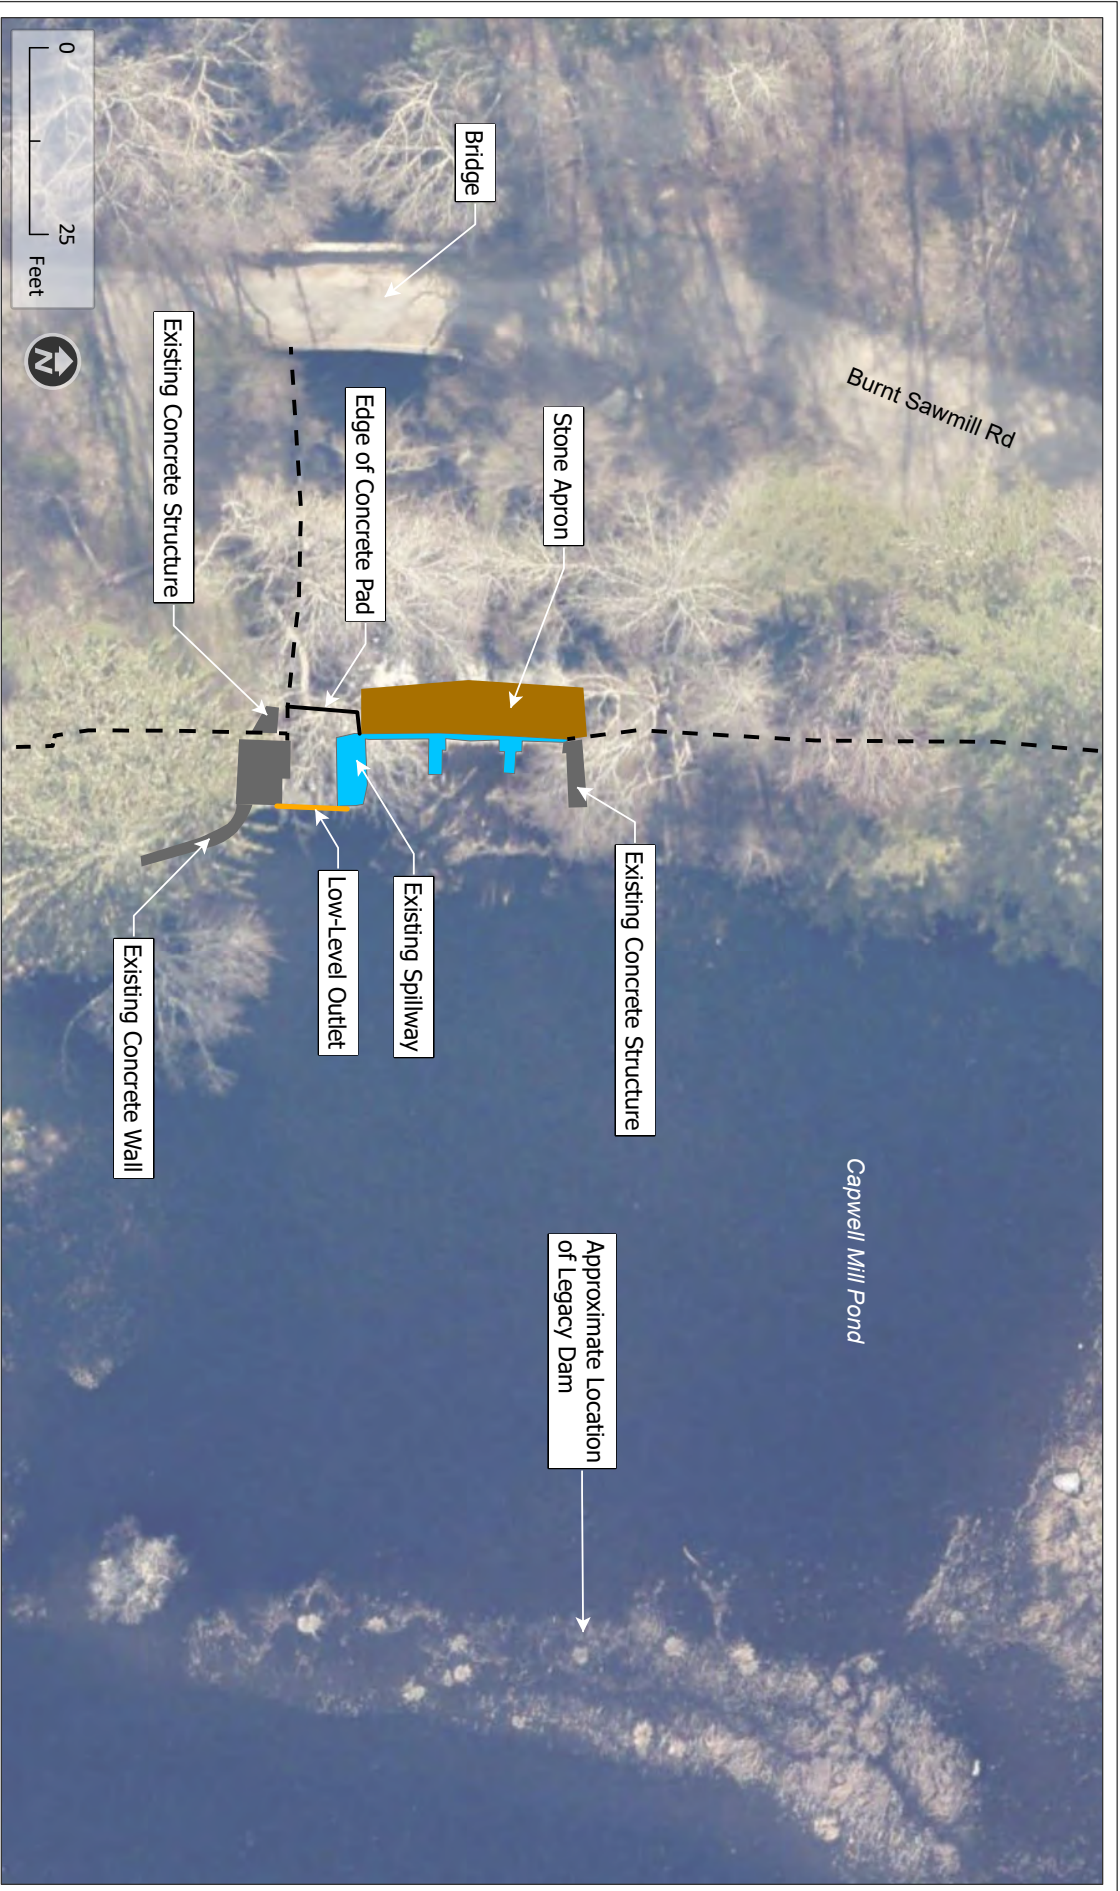 Burnt Sawmill Rd
Capwell Mill Pond
Existing Concrete Structure
Approximate Location
of Legacy Dam
Stone Apron
Bridge
Existing Spillway
Edge of Concrete Pad
Low-Level Outlet
Existing Concrete Structure
Existing Concrete Wall
0
25
Feet
N